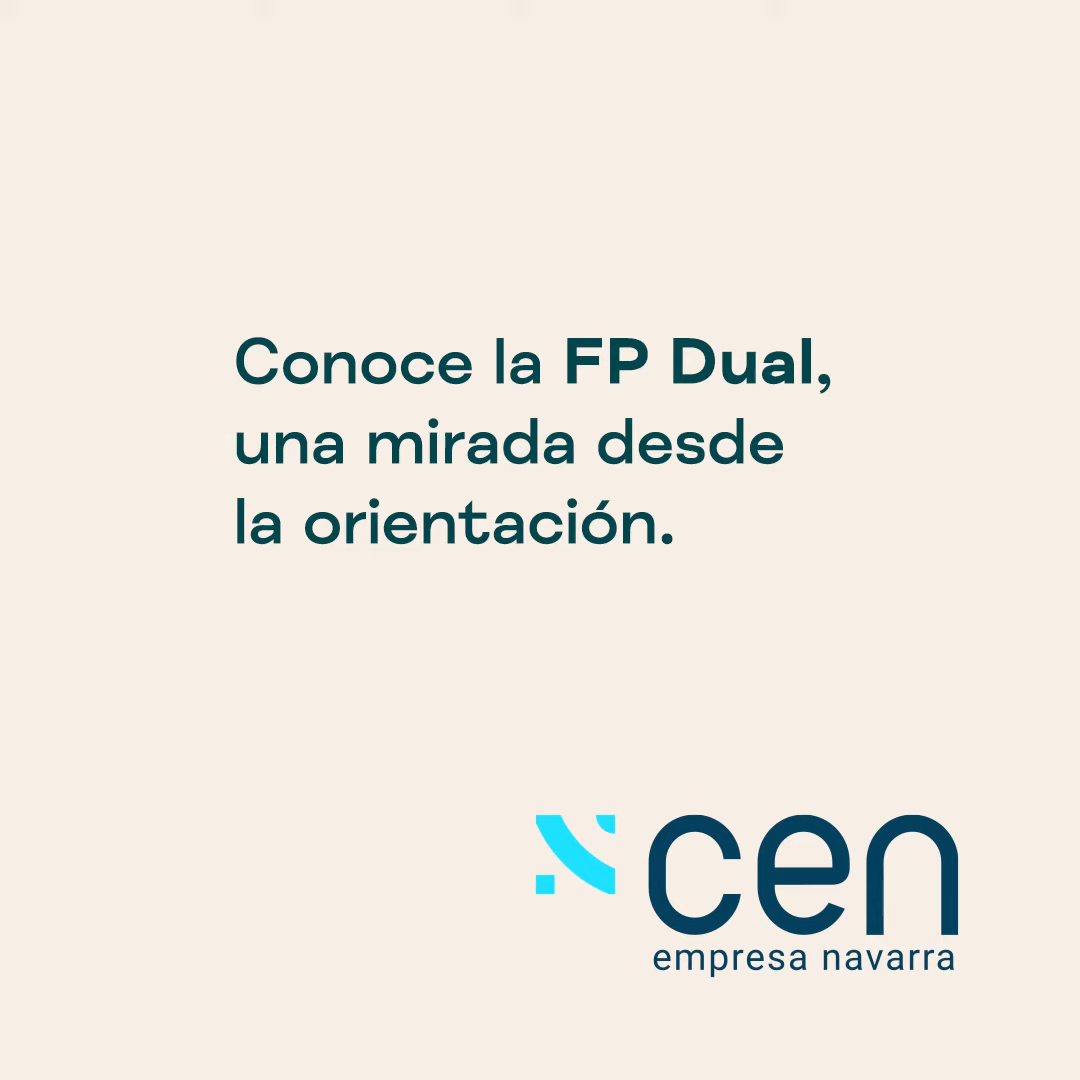 Conoce la FP Dual,
una mirada desde
la orientación.
cen
empresa navarra